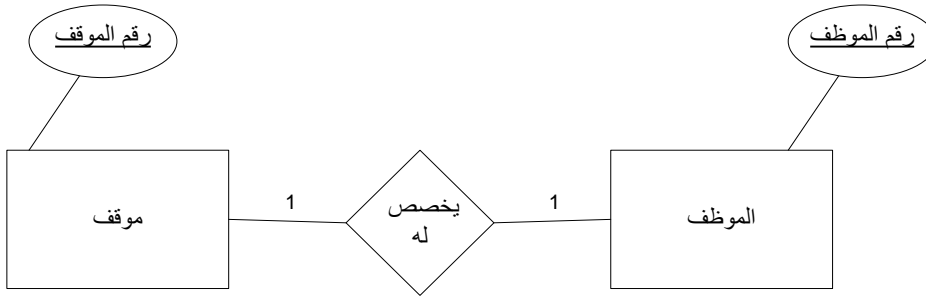 رقم الموظف
رقم الموقف
الموظف
1
يخصص
له
1
موقف